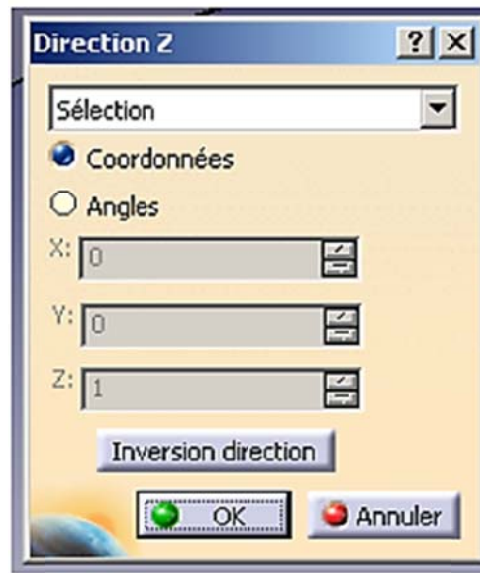 Direction Z
Sélection
Coordonnées
Angles
X: 0
Y: 0
Z: 1
Inversion direction
OK Annuler